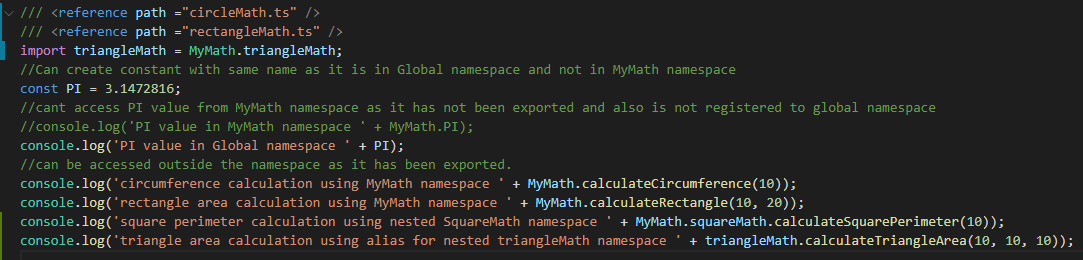 /// <reference path ="circleMath.ts" />
/// <reference path ="rectangleMath.ts" />
import triangleMath = MyMath.triangleMath;
//Can create constant with same name as it is in Global namespace and not in MyMath namespace
const PI = 3.1472816;
//cant access PI value from MyMath namespace as it has not been exported and also is not registered to global namespace
//console.log('PI value in MyMath namespace ' + MyMath.PI);
console.log('PI value in Global namespace ' + PI);
//can be accessed outside the namespace as it has been exported.
console.log('circumference calculation using MyMath namespace ' + MyMath.calculateCircumference(10));
console.log('rectangle area calculation using MyMath namespace ' + MyMath.calculateRectangle(10, 20));
console.log('square perimeter calculation using nested SquareMath namespace ' + MyMath.squareMath.calculateSquarePerimeter(10));
console.log('triangle area calculation using alias for nested triangleMath namespace ' + triangleMath.calculateTriangleArea(10, 10, 10));